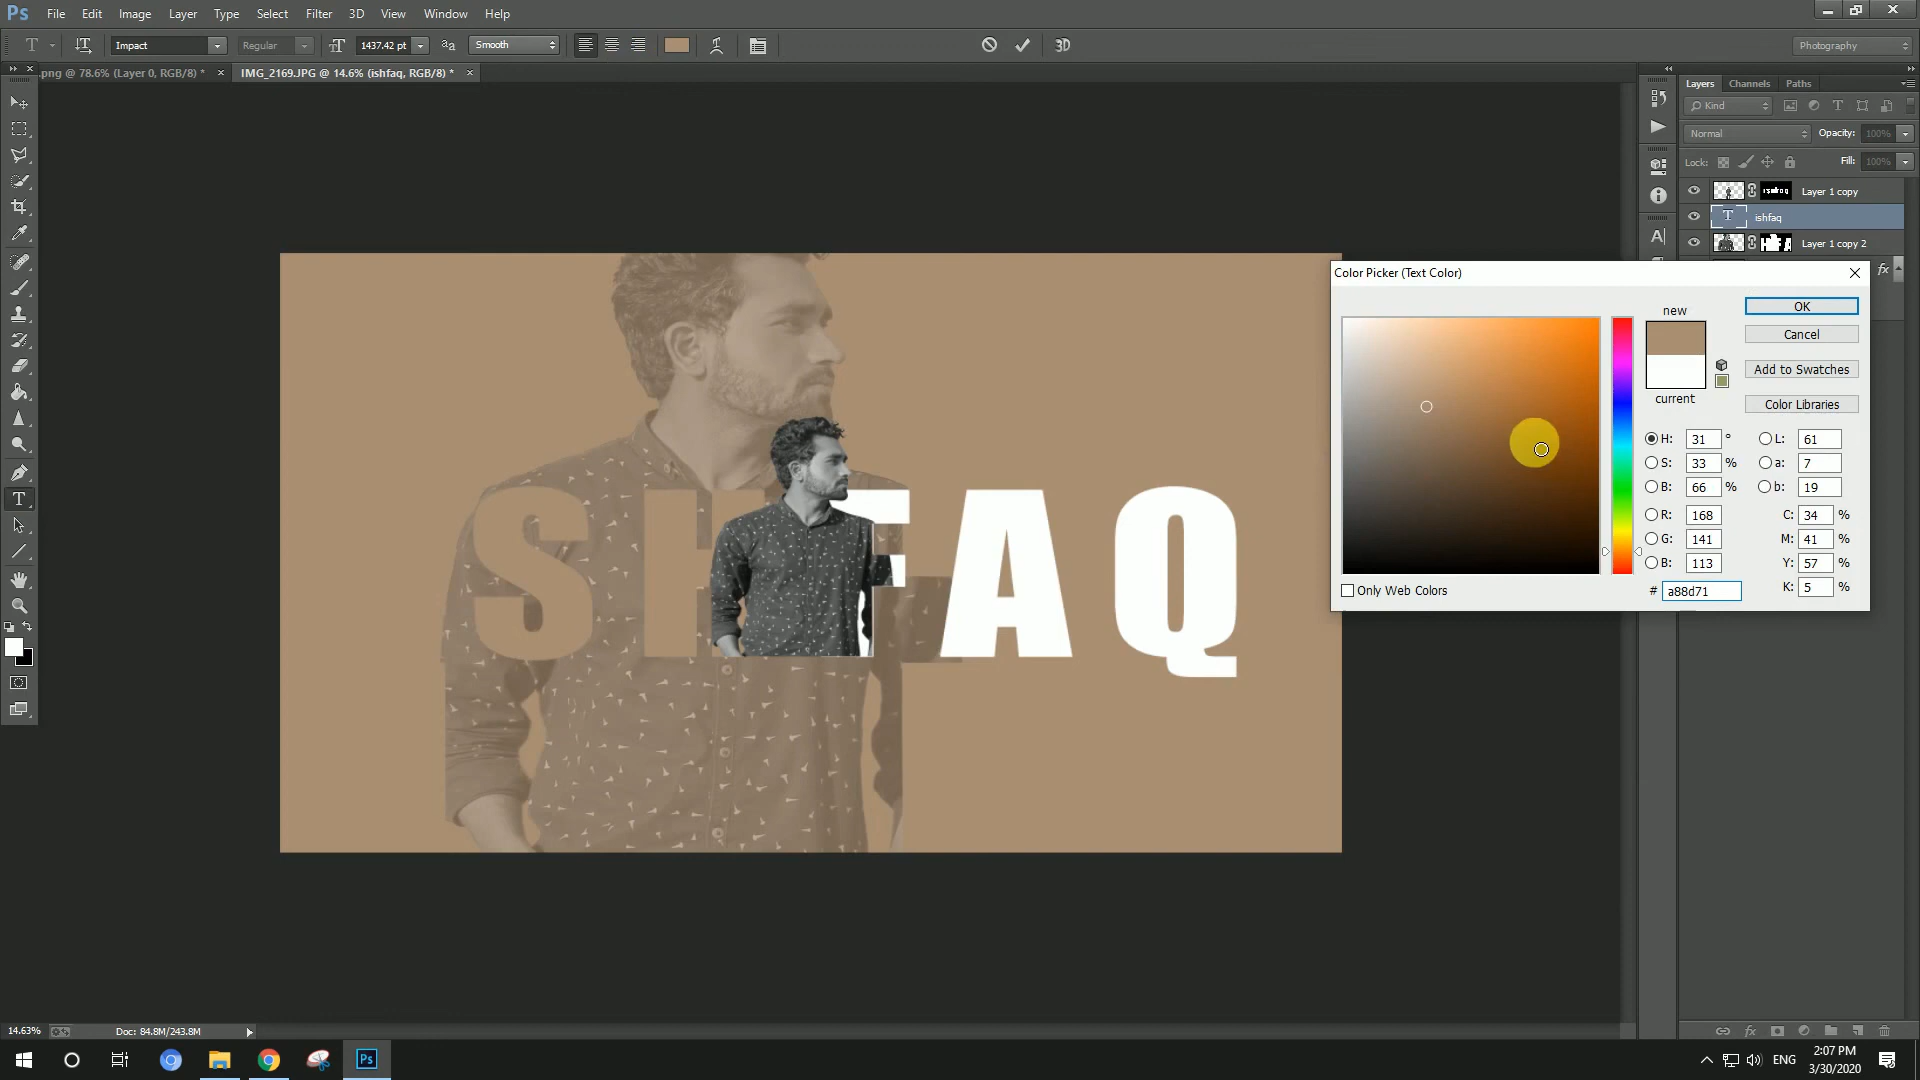 Ps File Edit Image Layer Type Select Filter 3D View Window Help
T Impact Regular 1437.42 pt aa Smooth 3D Photography
.png @ 78.6% (Layer 0, RGB/8) * × IMG_2169.JPG @ 14.6% (ishfaq, RGB/8) * ×
Layers Channels Paths
Kind T
Normal Opacity: 100%
Lock: Fill: 100%
Layer 1 copy
T ishfaq
Layer 1 copy 2
fx
A|
Color Picker (Text Color)
new
OK
Cancel
Add to Swatches
current
Color Libraries
H: 31 ° L: 61
S: 33 % a: 7
B: 66 % b: 19
R: 168 C: 34 %
G: 141 M: 41 %
B: 113 Y: 57 %
Only Web Colors # a88d71 K: 5 %
S H F A Q
T
14.63% Doc: 84.8M/243.8M
fx
Ps ENG 2:07 PM
3/30/2020